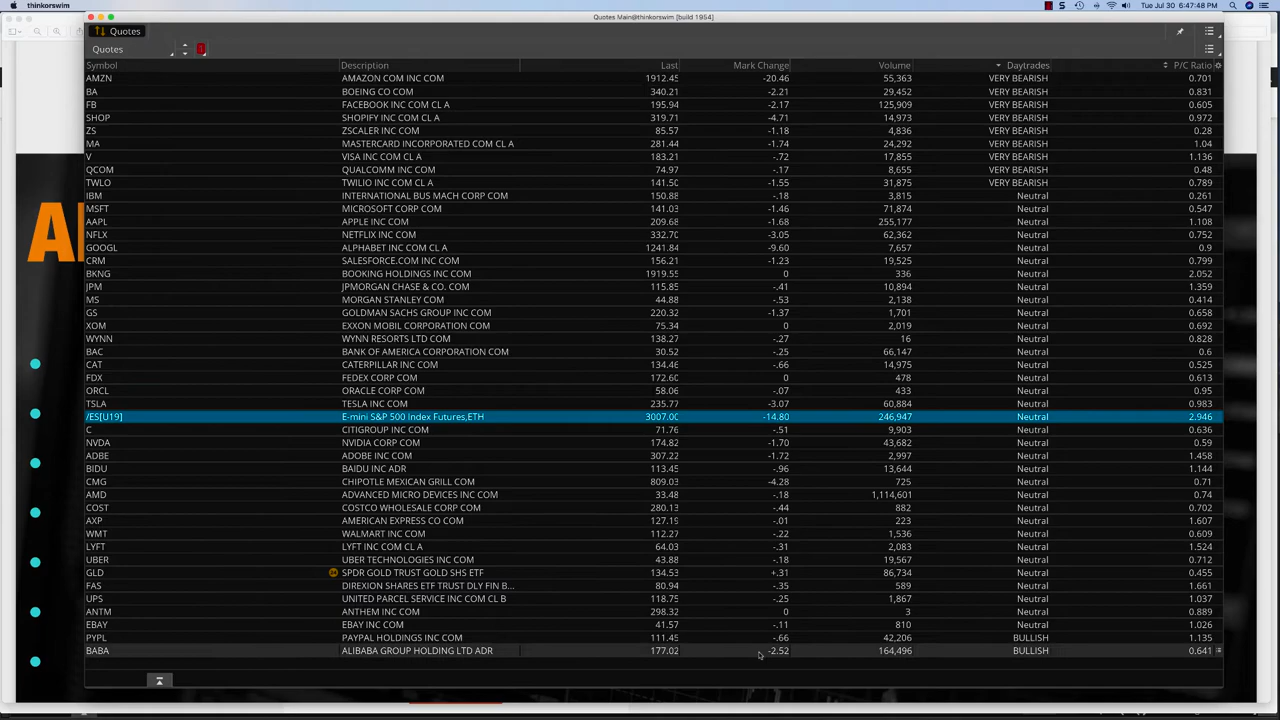 thinkorswim
Tue Jul 30 6:47:48 PM
Quotes Main@thinkorswim [build 1954]
Quotes
Quotes
1
Symbol Description Last Mark Change Volume Daytrades P/C Ratio
AMZN AMAZON COM INC COM 1912.45 -20.46 55,363 VERY BEARISH 0.701
BA BOEING CO COM 340.21 -2.21 29,452 VERY BEARISH 0.831
FB FACEBOOK INC COM CL A 195.94 -2.17 125,909 VERY BEARISH 0.605
SHOP SHOPIFY INC COM CL A 319.71 -4.71 14,973 VERY BEARISH 0.972
ZS ZSCALER INC COM 85.57 -1.18 4,836 VERY BEARISH 0.28
MA MASTERCARD INCORPORATED COM CL A 281.44 -1.74 24,292 VERY BEARISH 1.04
V VISA INC COM CL A 183.21 -.72 17,855 VERY BEARISH 1.136
QCOM QUALCOMM INC COM 74.97 -.17 8,655 VERY BEARISH 0.48
TWLO TWILIO INC COM CL A 141.50 -1.55 31,875 VERY BEARISH 0.789
IBM INTERNATIONAL BUS MACH CORP COM 150.88 -.18 3,815 Neutral 0.261
MSFT MICROSOFT CORP COM 141.03 -1.46 71,874 Neutral 0.547
AAPL APPLE INC COM 209.68 -1.68 255,177 Neutral 1.108
NFLX NETFLIX INC COM 332.70 -3.05 62,362 Neutral 0.752
GOOGL ALPHABET INC COM CL A 1241.84 -9.60 7,657 Neutral 0.9
CRM SALESFORCE.COM INC COM 156.21 -1.23 19,525 Neutral 0.799
BKNG BOOKING HOLDINGS INC COM 1919.55 0 336 Neutral 2.052
JPM JPMORGAN CHASE & CO. COM 115.85 -.41 10,894 Neutral 1.359
MS MORGAN STANLEY COM 44.88 -.53 2,138 Neutral 0.414
GS GOLDMAN SACHS GROUP INC COM 220.32 -1.37 1,701 Neutral 0.658
XOM EXXON MOBIL CORPORATION COM 75.34 0 2,019 Neutral 0.692
WYNN WYNN RESORTS LTD COM 138.27 -.27 16 Neutral 0.828
BAC BANK OF AMERICA CORPORATION COM 30.52 -.25 66,147 Neutral 0.6
CAT CATERPILLAR INC COM 134.46 -.66 14,975 Neutral 0.525
FDX FEDEX CORP COM 172.60 0 478 Neutral 0.613
ORCL ORACLE CORP COM 58.06 -.07 433 Neutral 0.95
TSLA TESLA INC COM 235.77 -3.07 60,884 Neutral 0.983
/ES[U19] E-mini S&P 500 Index Futures,ETH 3007.00 -14.80 246,947 Neutral 2.946
C CITIGROUP INC COM 71.76 -.51 9,903 Neutral 0.636
NVDA NVIDIA CORP COM 174.82 -1.70 43,682 Neutral 0.59
ADBE ADOBE INC COM 307.22 -1.72 2,997 Neutral 1.458
BIDU BAIDU INC ADR 113.45 -.96 13,644 Neutral 1.144
CMG CHIPOTLE MEXICAN GRILL COM 809.03 -4.28 725 Neutral 0.71
AMD ADVANCED MICRO DEVICES INC COM 33.48 -.18 1,114,601 Neutral 0.74
COST COSTCO WHOLESALE CORP COM 280.13 -.44 882 Neutral 0.702
AXP AMERICAN EXPRESS CO COM 127.19 -.01 223 Neutral 1.607
WMT WALMART INC COM 112.27 -.22 1,536 Neutral 0.609
LYFT LYFT INC COM CL A 64.03 -.31 2,083 Neutral 1.524
UBER UBER TECHNOLOGIES INC COM 43.88 -.18 19,567 Neutral 0.712
GLD SPDR GOLD TRUST GOLD SHS ETF 134.53 +.31 86,734 Neutral 0.455
FAS DIREXION SHARES ETF TRUST DLY FIN B... 80.94 -.35 589 Neutral 1.661
UPS UNITED PARCEL SERVICE INC COM CL B 118.75 -.25 1,867 Neutral 1.037
ANTM ANTHEM INC COM 298.32 0 3 Neutral 0.889
EBAY EBAY INC COM 41.57 -.11 810 Neutral 1.026
PYPL PAYPAL HOLDINGS INC COM 111.45 -.66 42,206 BULLISH 1.135
BABA ALIBABA GROUP HOLDING LTD ADR 177.02 -2.52 164,496 BULLISH 0.641